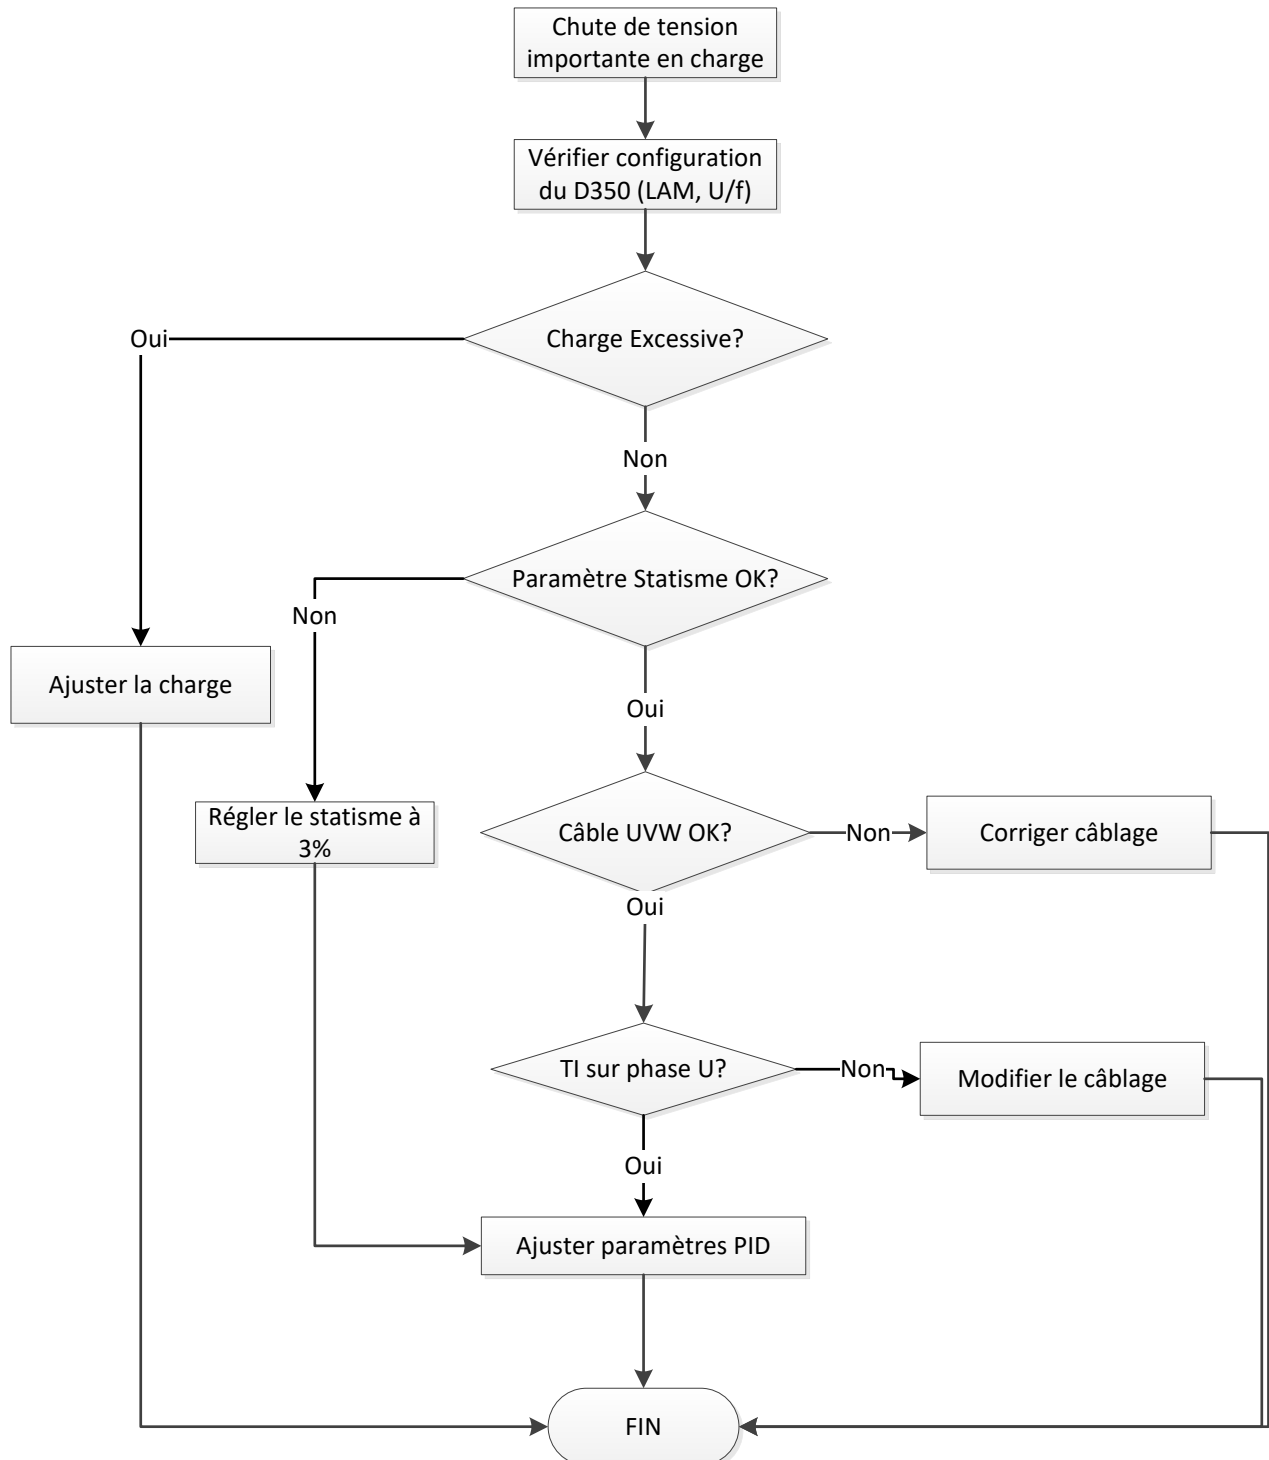 Chute de tension
importante en charge
Vérifier configuration
du D350 (LAM, U/f)
Charge Excessive?
Oui
Non
Paramètre Statisme OK?
Non
Ajuster la charge
Oui
Régler le statisme à
3%
Câble UVW OK?
Non
Corriger câblage
Oui
TI sur phase U?
Non
Modifier le câblage
Oui
Ajuster paramètres PID
FIN